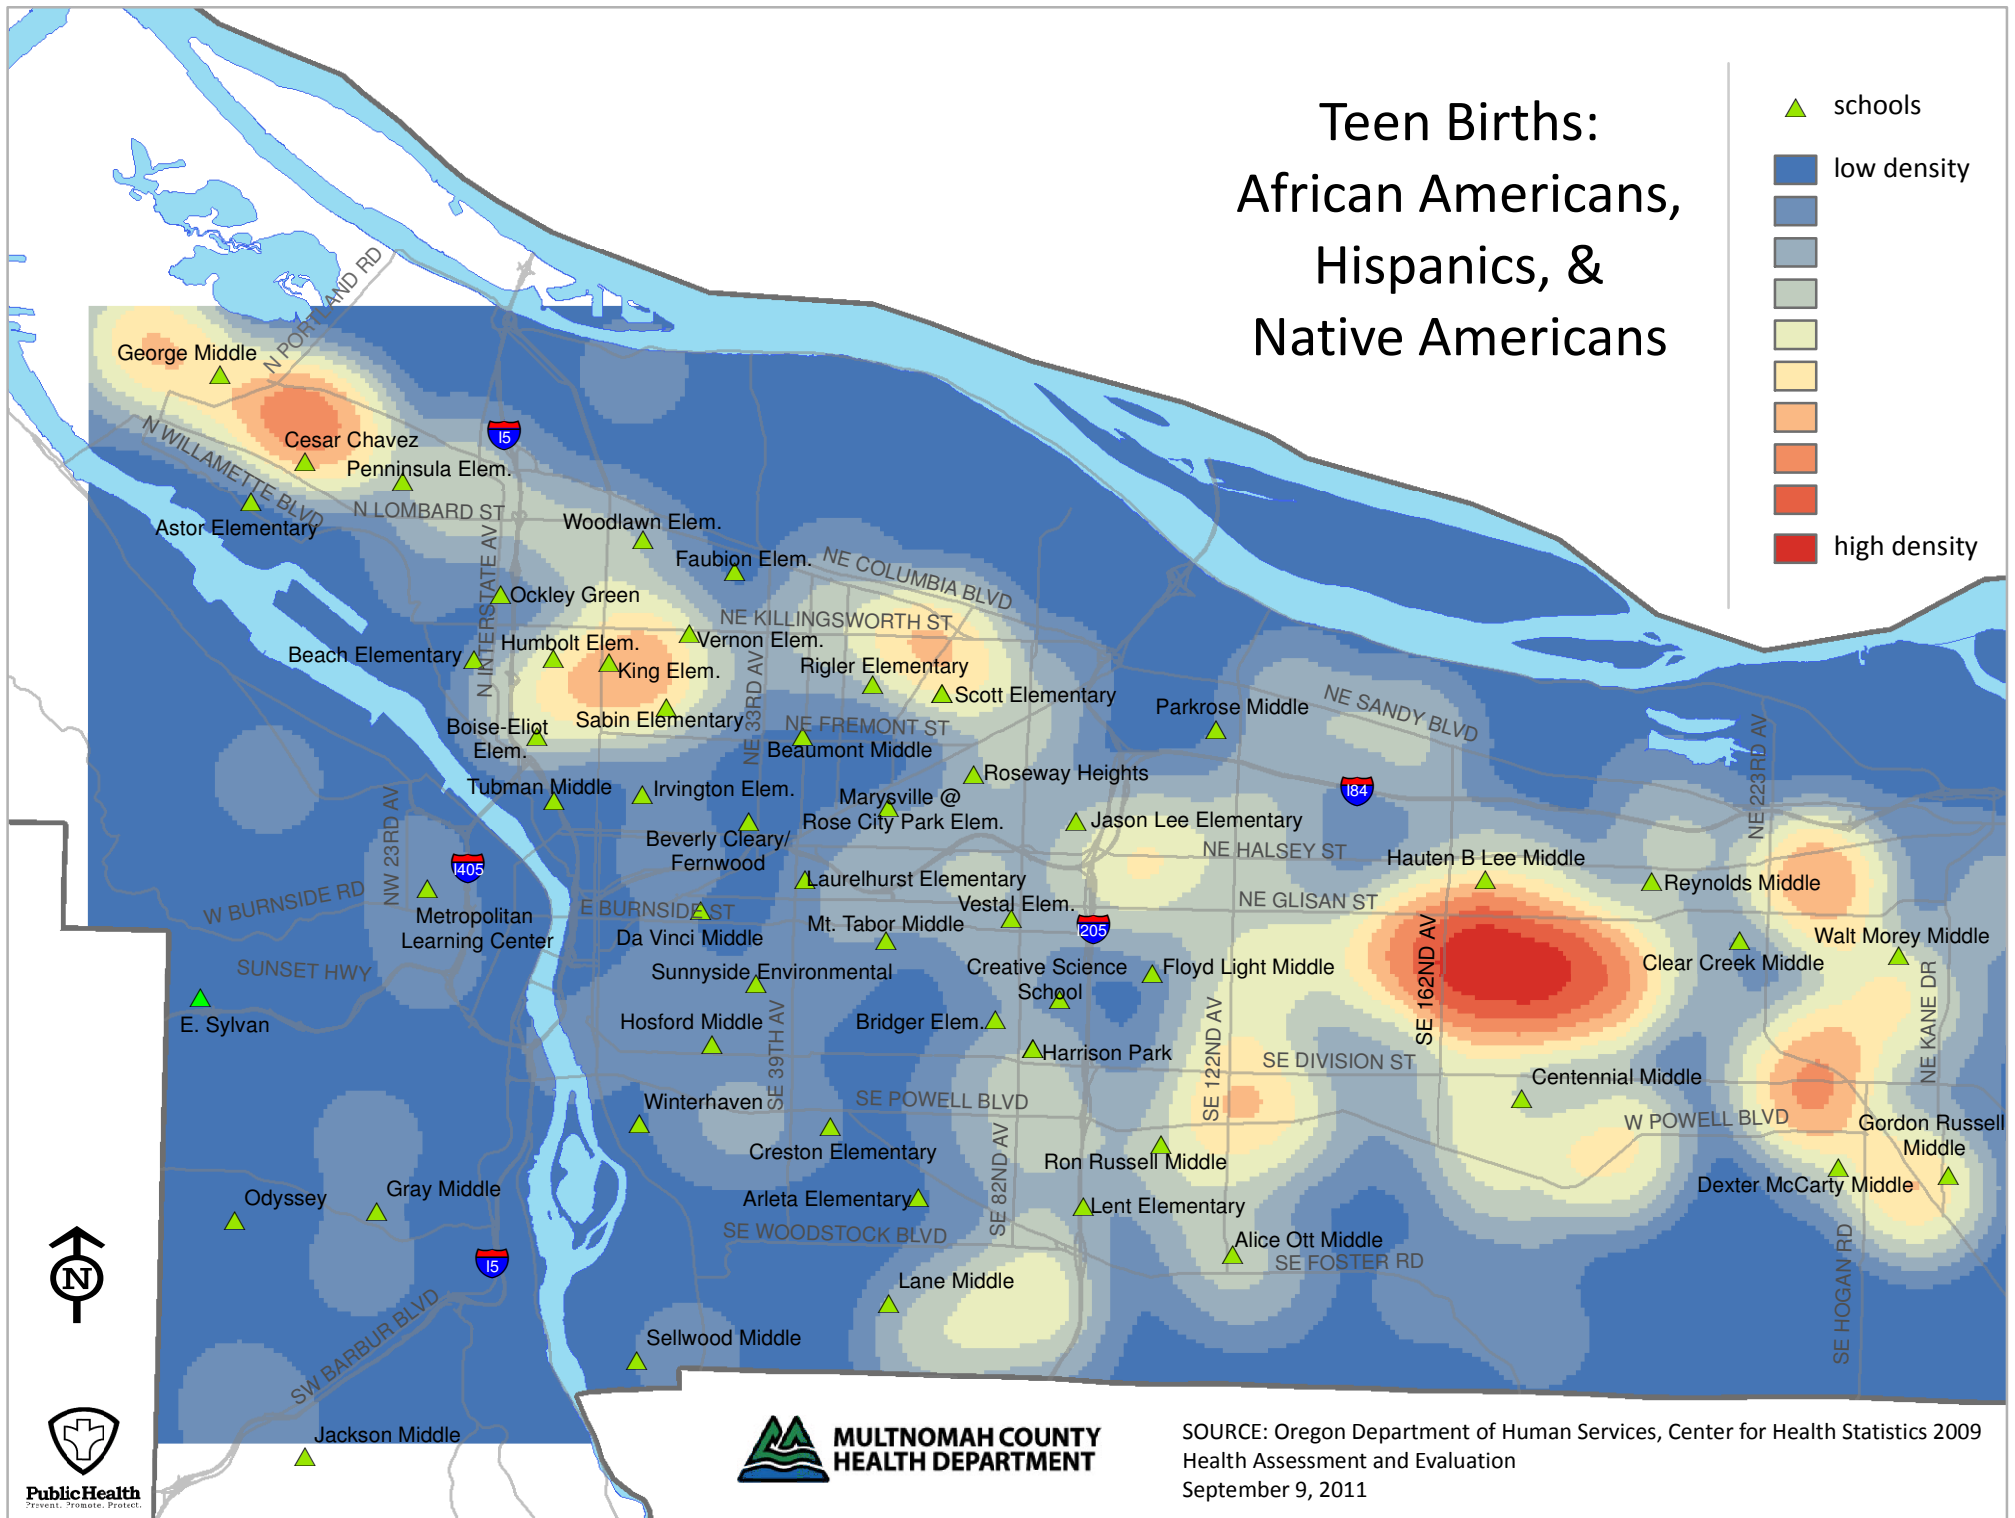 Teen Births:
African Americans,
Hispanics, &
Native Americans
schools
low density
high density
George Middle
N PORTLAND RD
Cesar Chavez
Penninsula Elem.
I5
N WILLAMETTE BLVD
N LOMBARD ST
Astor Elementary
Woodlawn Elem.
Faubion Elem.
NE COLUMBIA BLVD
N INTERSTATE AV
Ockley Green
NE KILLINGSWORTH ST
Humbolt Elem.
Vernon Elem.
Beach Elementary
King Elem.
Rigler Elementary
Scott Elementary
NE 33RD AV
Sabin Elementary
Boise-Eliot
Elem.
NE FREMONT ST
Beaumont Middle
Parkrose Middle
NE SANDY BLVD
NE 223RD AV
Roseway Heights
Tubman Middle
Irvington Elem.
Marysville @
Rose City Park Elem.
I84
NW 23RD AV
Beverly Cleary/
Fernwood
Jason Lee Elementary
NE HALSEY ST
Hauten B Lee Middle
I405
Laurelhurst Elementary
Reynolds Middle
W BURNSIDE RD
E BURNSIDE ST
Vestal Elem.
NE GLISAN ST
Metropolitan
Learning Center
Da Vinci Middle
Mt. Tabor Middle
I205
SE 162ND AV
Walt Morey Middle
Clear Creek Middle
SUNSET HWY
Sunnyside Environmental
Creative Science
School
Floyd Light Middle
E. Sylvan
Hosford Middle
Bridger Elem.
SE 39TH AV
Harrison Park
SE 122ND AV
SE DIVISION ST
NE KANE DR
Centennial Middle
Winterhaven
SE POWELL BLVD
W POWELL BLVD
Gordon Russell
Middle
Creston Elementary
SE 82ND AV
Ron Russell Middle
Dexter McCarty Middle
Odyssey
Gray Middle
Arleta Elementary
Lent Elementary
SE WOODSTOCK BLVD
Alice Ott Middle
SE FOSTER RD
I5
N
Lane Middle
SE HOGAN RD
Sellwood Middle
SW BARBUR BLVD
Jackson Middle
PublicHealth
Prevent. Promote. Protect.
MULTNOMAH COUNTY
HEALTH DEPARTMENT
SOURCE: Oregon Department of Human Services, Center for Health Statistics 2009
Health Assessment and Evaluation
September 9, 2011